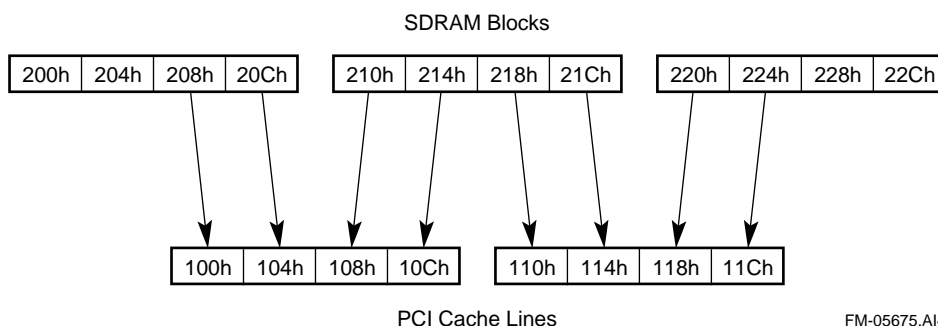 SDRAM Blocks
200h 204h 208h 20Ch 210h 214h 218h 21Ch 220h 224h 228h 22Ch
100h 104h 108h 10Ch 110h 114h 118h 11Ch
PCI Cache Lines
FM-05675.AI4